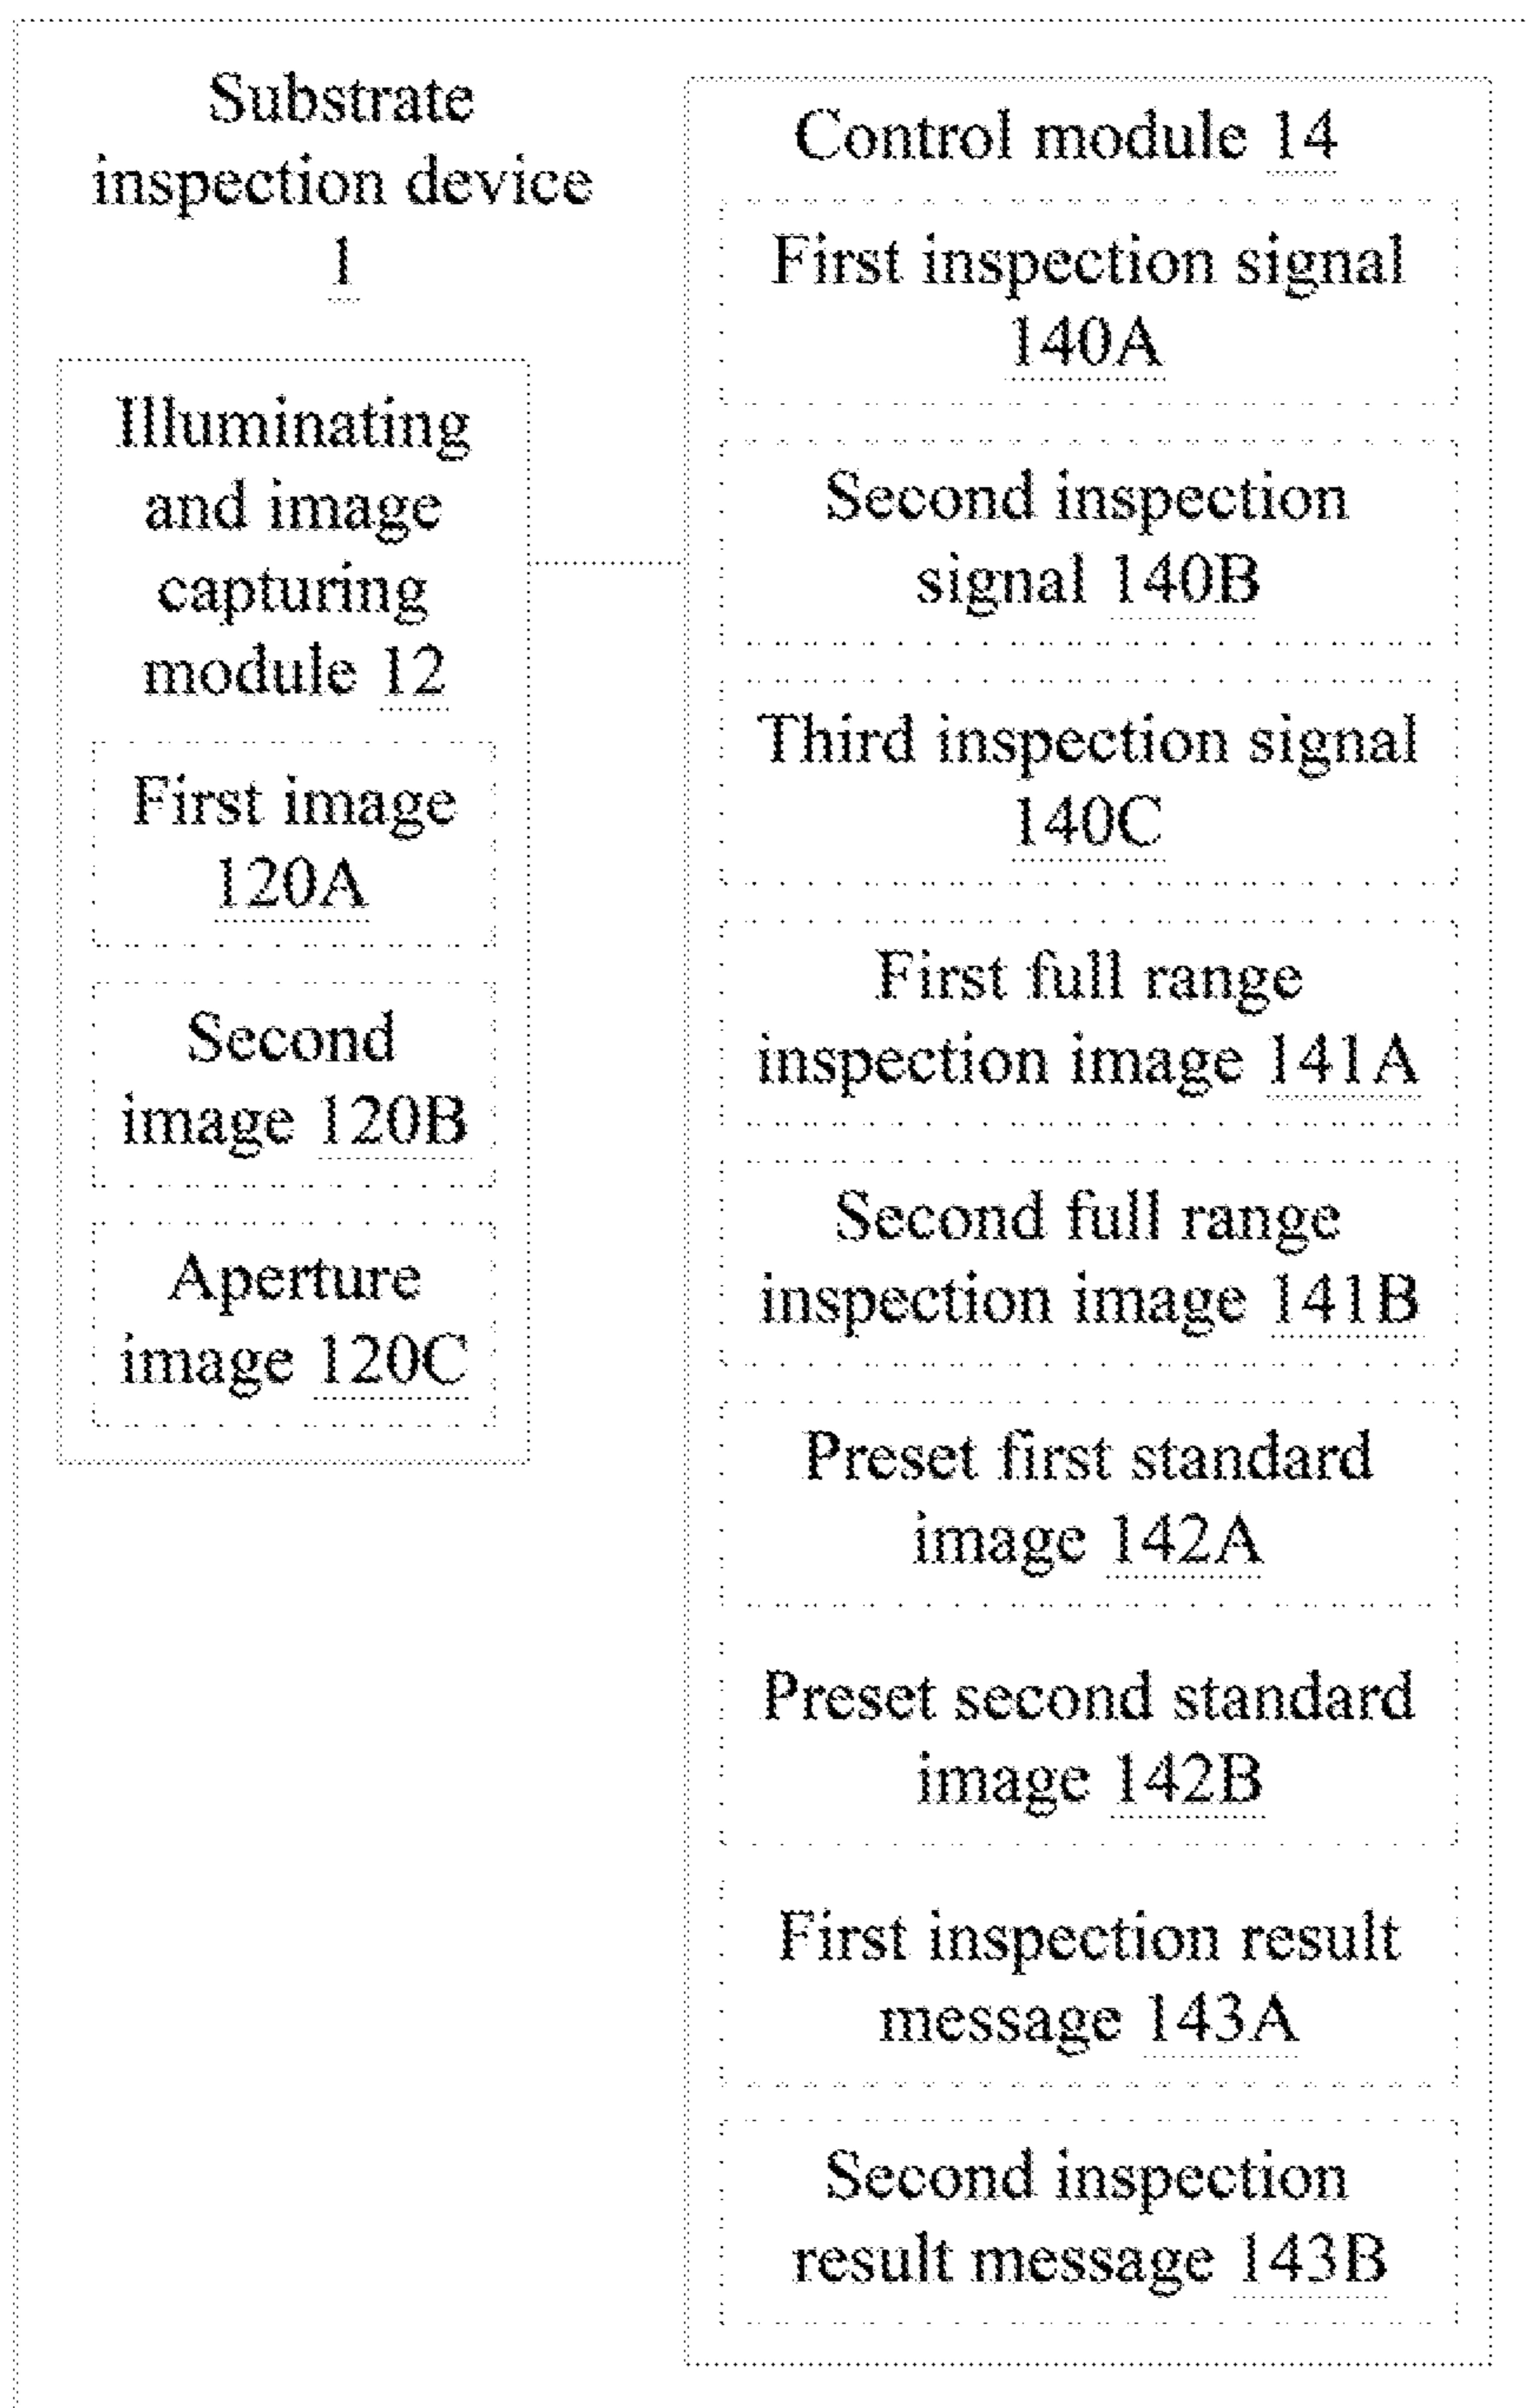 Substrate
inspection device
1
Illuminating
and image
capturing
module 12
First image
120A
Second
image 120B
Aperture
image 120C
Control module 14
First inspection signal
140A
Second inspection
signal 140B
Third inspection signal
140C
First full range
inspection image 141A
Second full range
inspection image 141B
Preset first standard
image 142A
Preset second standard
image 142B
First inspection result
message 143A
Second inspection
result message 143B